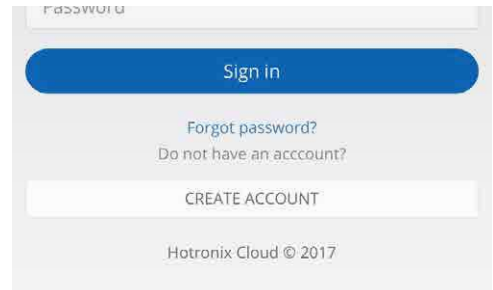 Password
Sign in
Forgot password?
Do not have an acccount?
CREATE ACCOUNT
Hotronix Cloud © 2017